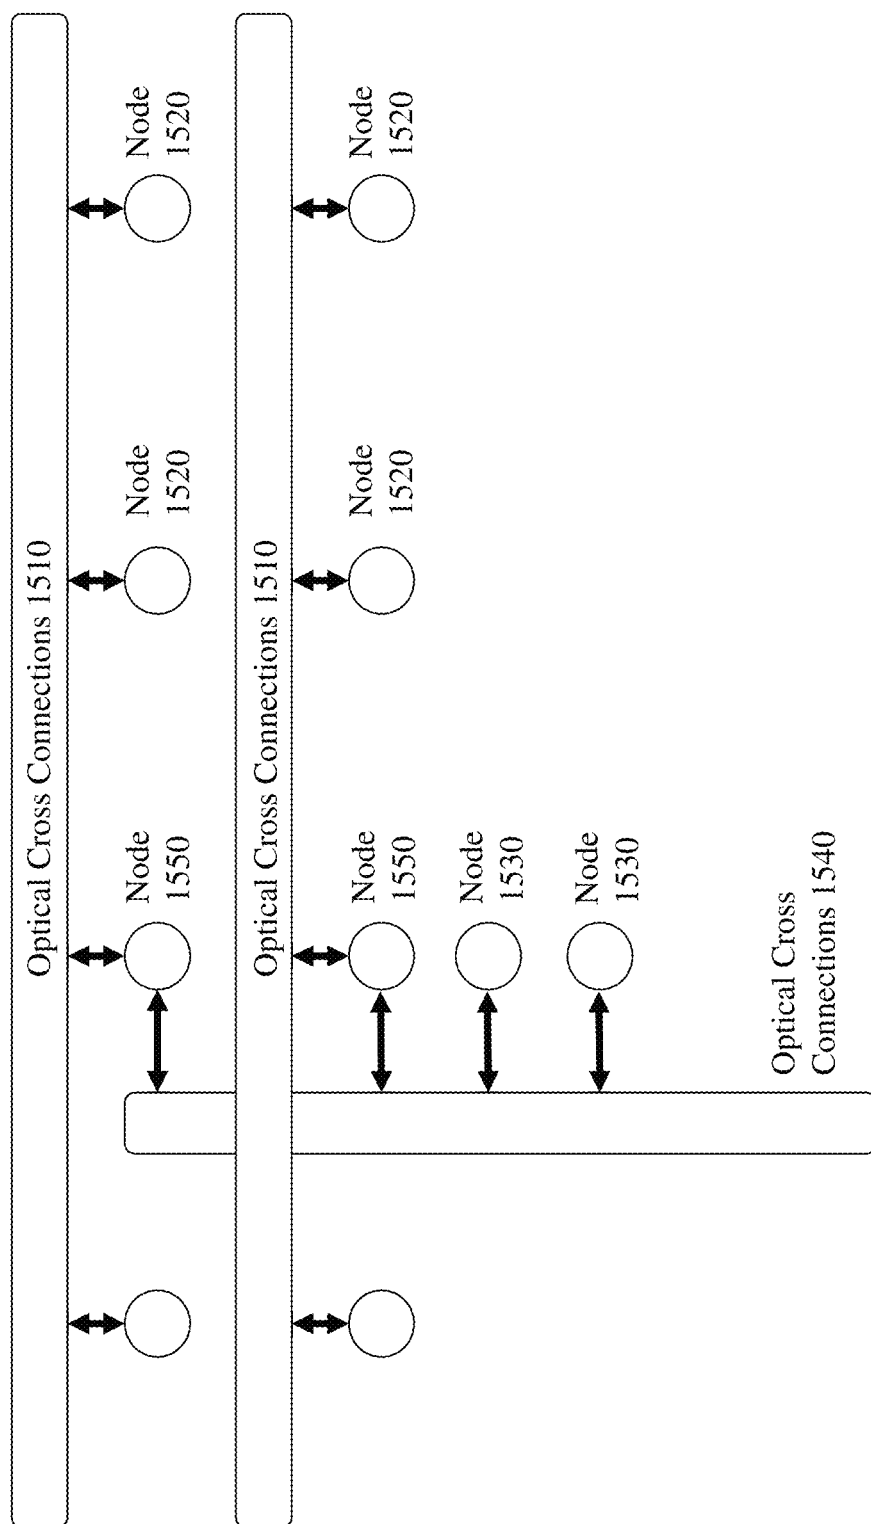 Optical Cross Connections 1510
Node
1550
Node
1520
Node
1520
Optical Cross Connections 1510
Node
1550
Node
1520
Node
1520
Node
1530
Node
1530
Optical Cross
Connections 1540